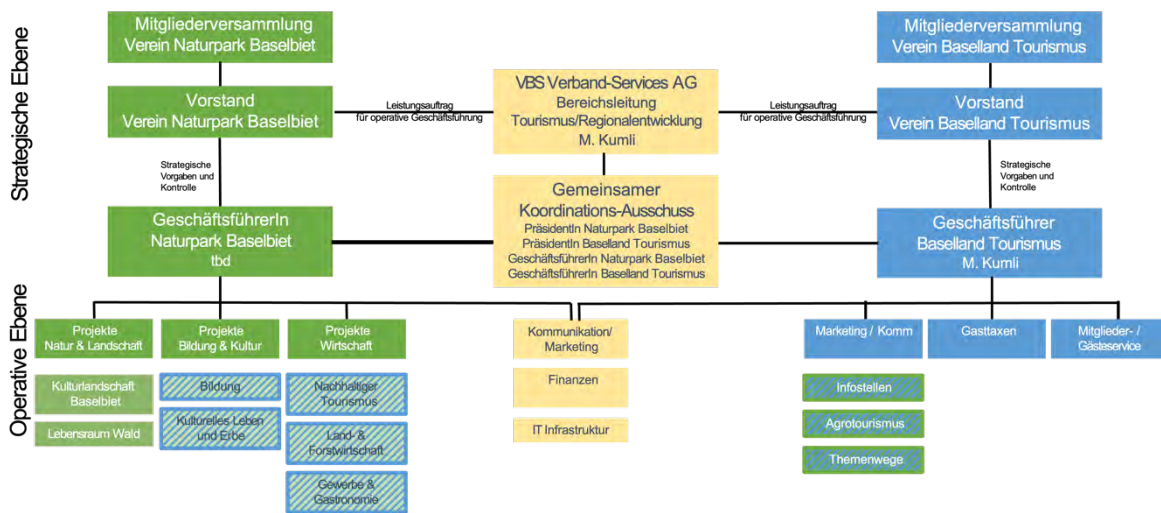 Strategische Ebene
Mitgliederversammlung
Verein Naturpark Baselbiet
Mitgliederversammlung
Verein Baselland Tourismus
Vorstand
Verein Naturpark Baselbiet
Leistungsauftrag
für operative Geschäftsführung
VBS Verband-Services AG
Bereichsleitung
Tourismus/Regionalentwicklung
M. Kumli
Leistungsauftrag
für operative Geschäftsführung
Vorstand
Verein Baselland Tourismus
Strategische
Vorgaben und
Kontrolle
Strategische
Vorgaben und
Kontrolle
GeschäftsführerIn
Naturpark Baselbiet
tbd
Gemeinsamer
Koordinations-Ausschuss
PräsidentIn Naturpark Baselbiet
PräsidentIn Baselland Tourismus
GeschäftsführerIn Naturpark Baselbiet
GeschäftsführerIn Baselland Tourismus
Geschäftsführer
Baselland Tourismus
M. Kumli
Operative Ebene
Projekte
Natur & Landschaft
Projekte
Bildung & Kultur
Projekte
Wirtschaft
Kommunikation/
Marketing
Marketing / Komm
Gasttaxen
Mitglieder- /
Gästeservice
Kulturlandschaft
Baselbiet
Bildung
Nachhaltiger
Tourismus
Finanzen
Infostellen
Lebensraum Wald
Kulturelles Leben
und Erbe
Land- &
Forstwirtschaft
IT Infrastruktur
Agrotourismus
Gewerbe &
Gastronomie
Themenwege